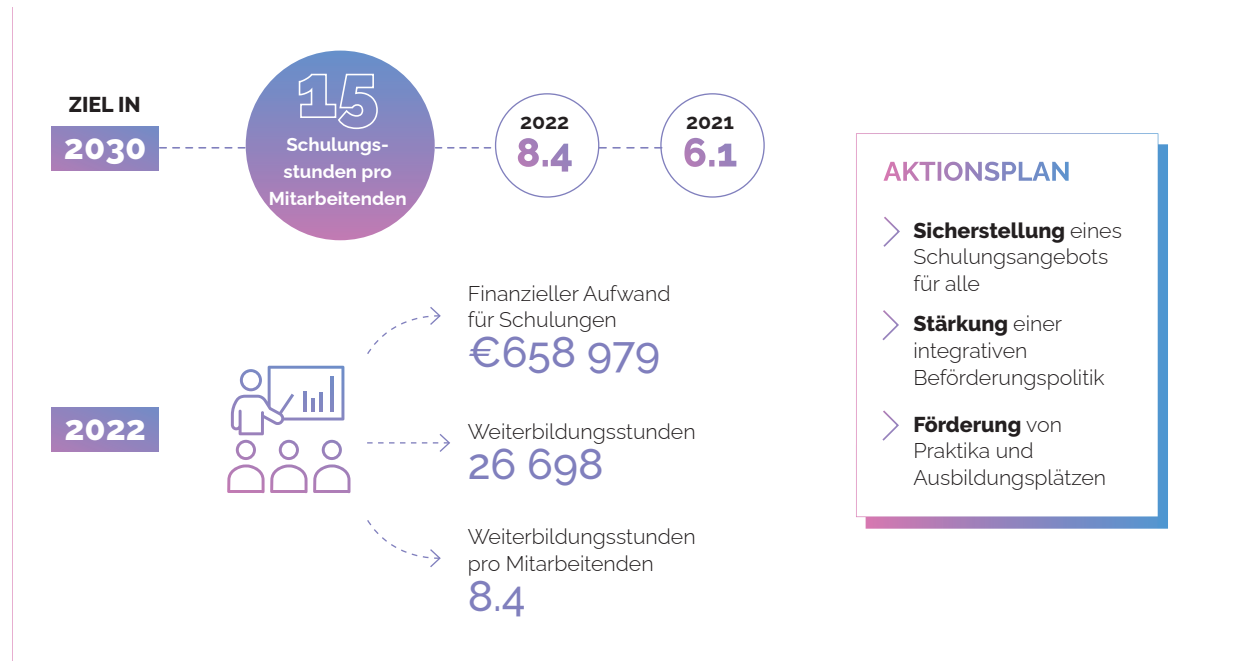 ZIEL IN
2030
15
Schulungs-
stunden pro
Mitarbeitenden
2022
8.4
2021
6.1
2022
Finanzieller Aufwand
für Schulungen
€658 979
Weiterbildungsstunden
26 698
Weiterbildungsstunden
pro Mitarbeitenden
8.4
AKTIONSPLAN
Sicherstellung eines
Schulungsangebots
für alle
Stärkung einer
integrativen
Beförderungspolitik
Förderung von
Praktika und
Ausbildungsplätzen